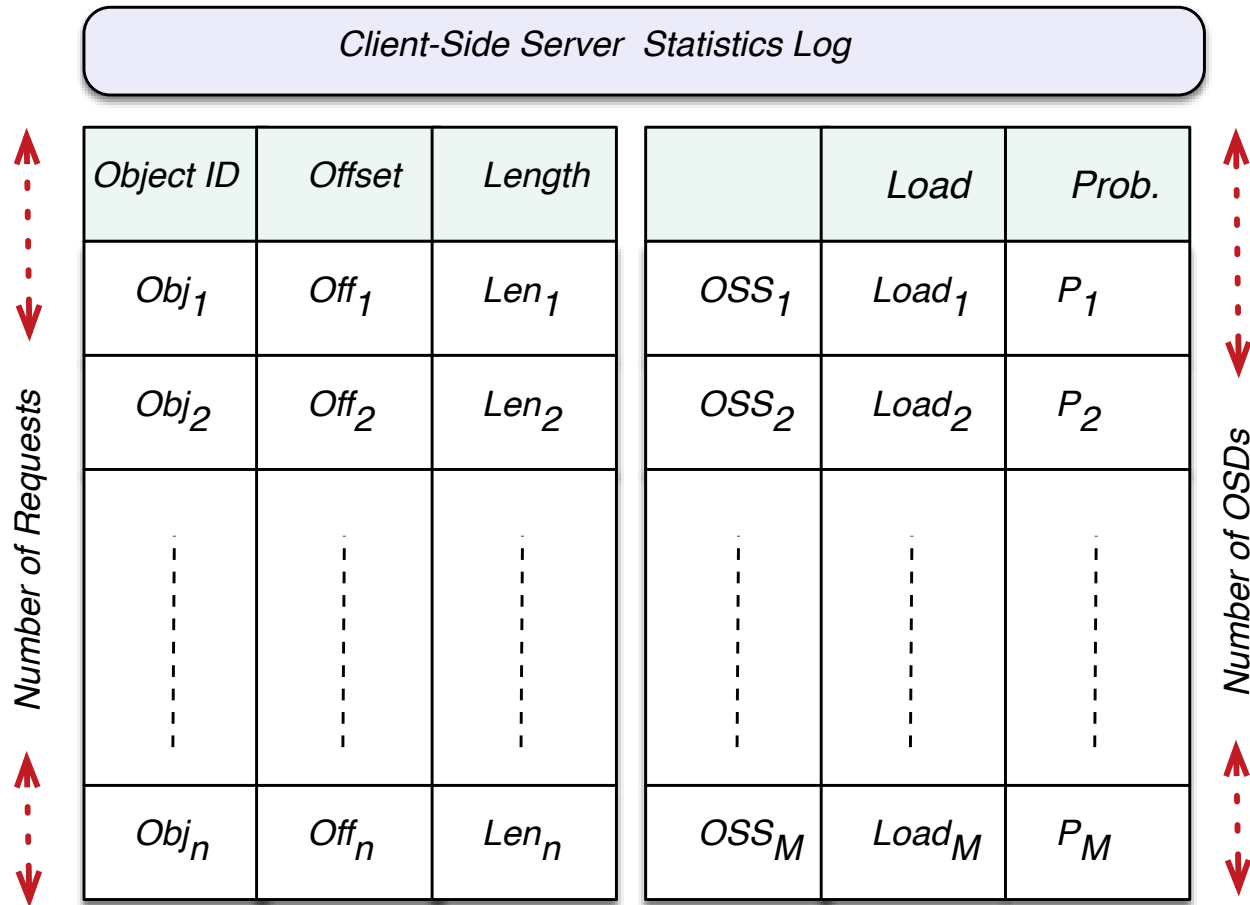 Client-Side Server Statistics Log
Object ID Offset Length
Obj1 Off1 Len1
Obj2 Off2 Len2
Objn Offn Lenn
Load Prob.
OSS1 Load1 P1
OSS2 Load2 P2
OSSM LoadM PM
Number of Requests
Number of OSDs